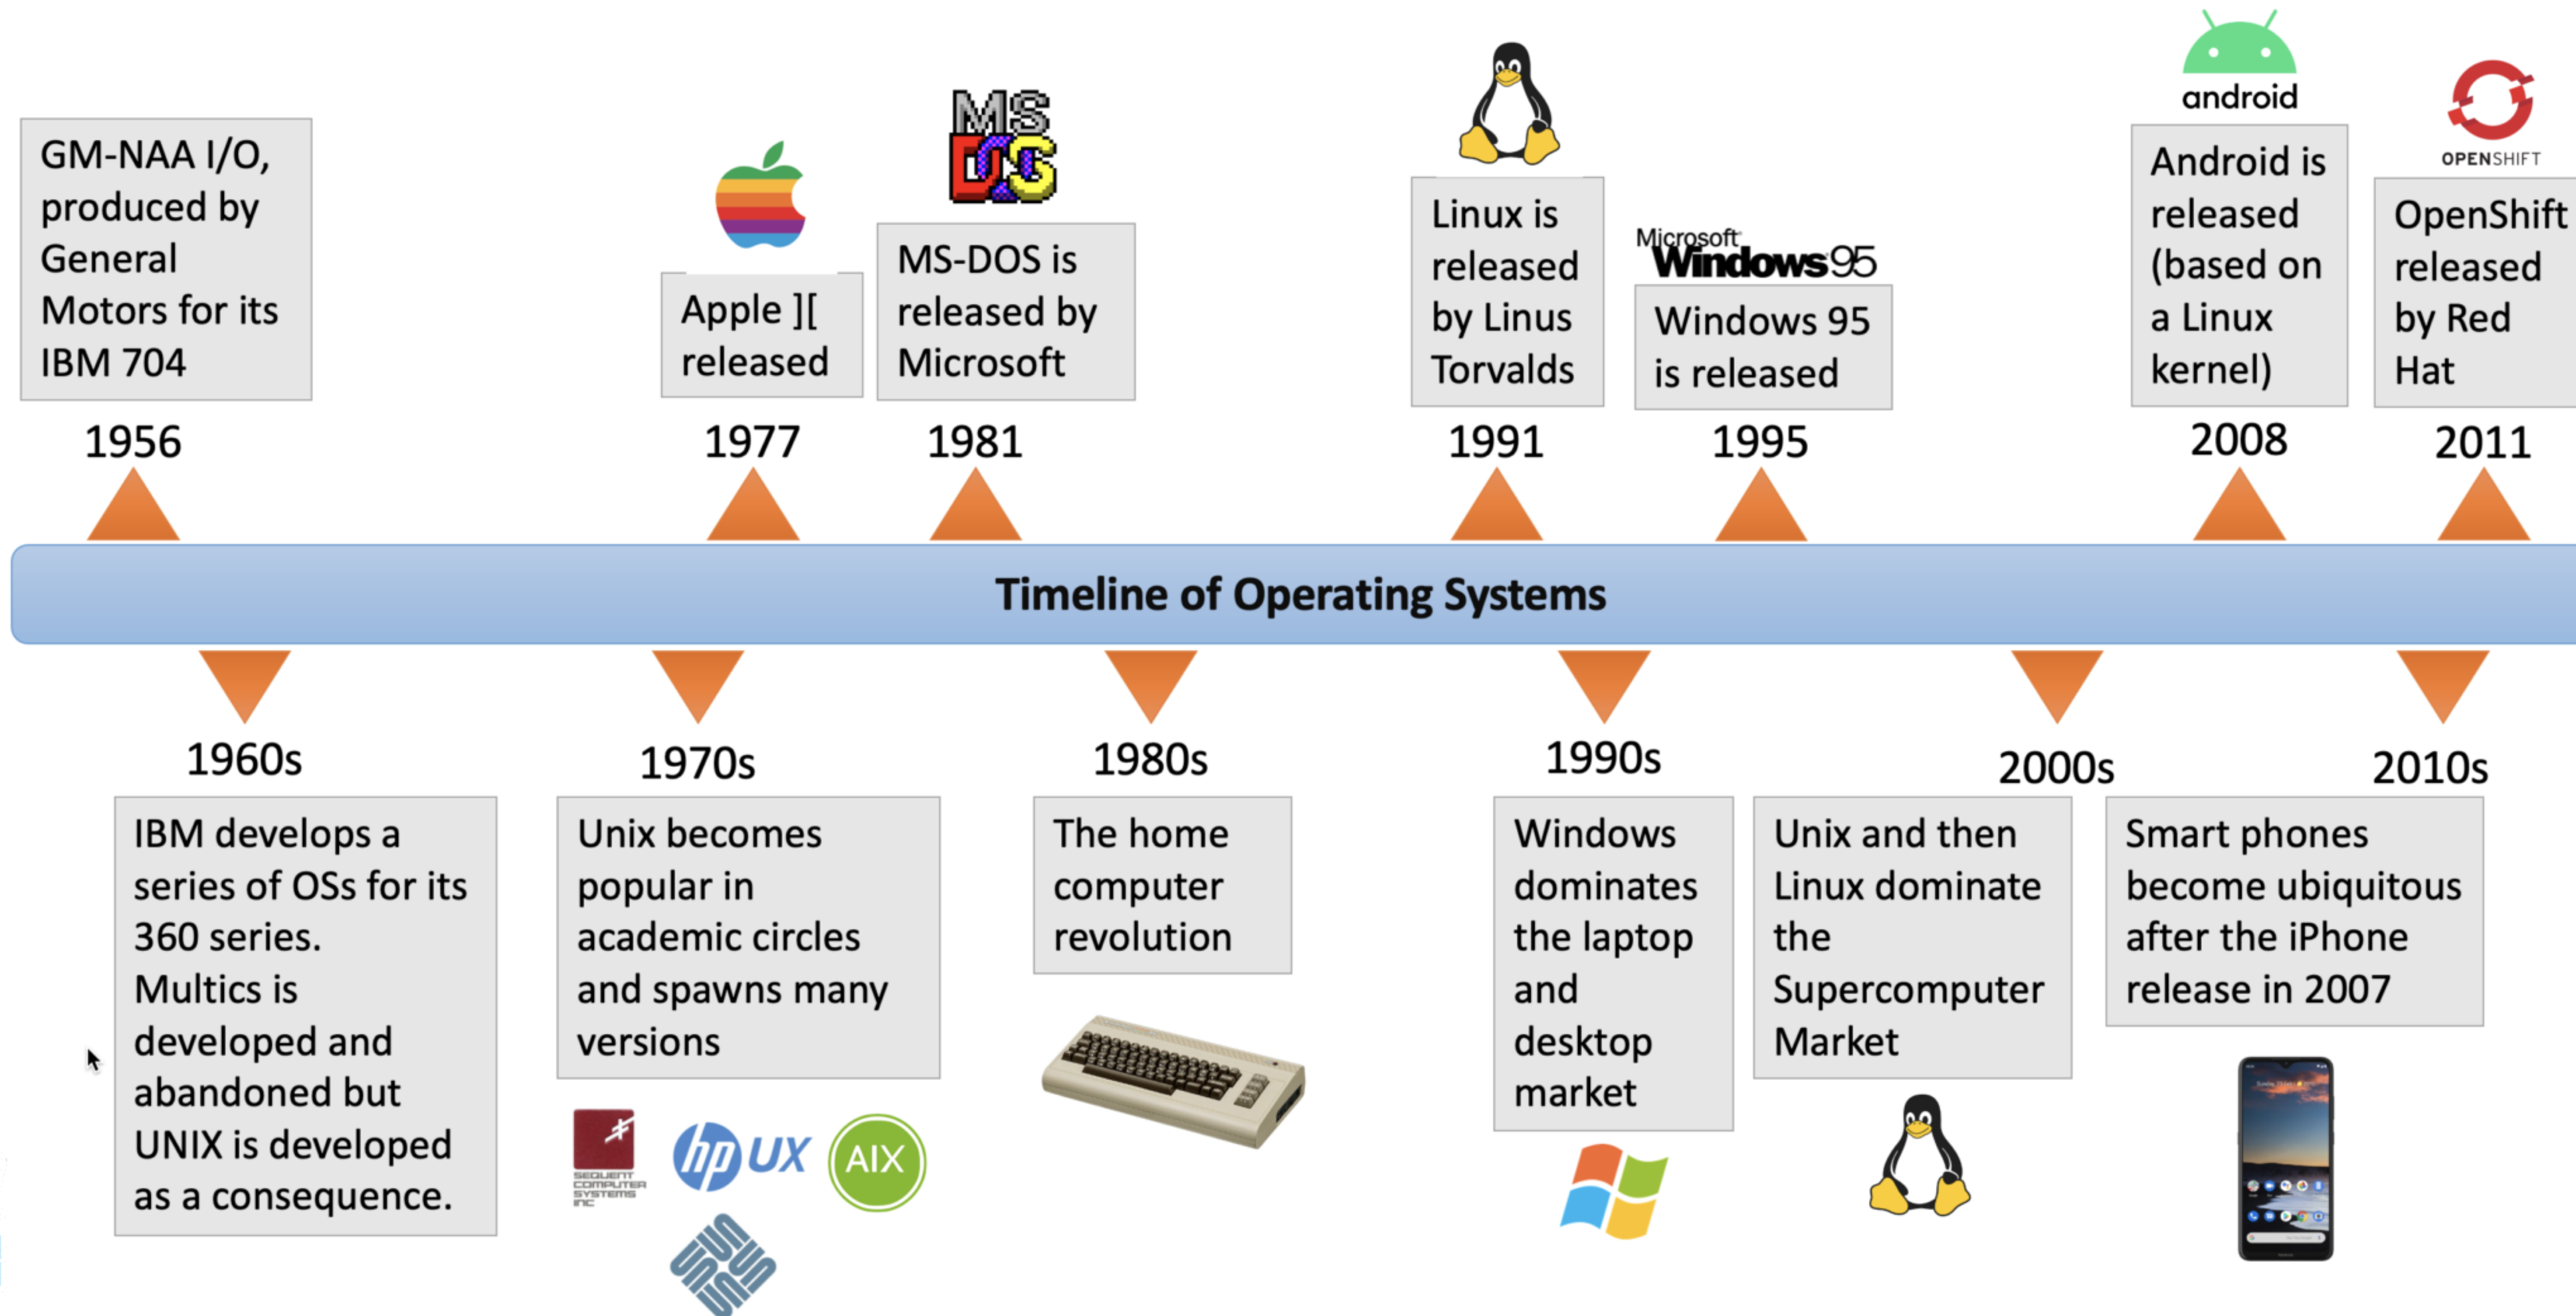 android
OPENSHIFT
MS
DOS
Microsoft
Windows 95
GM-NAA I/O,
produced by
General
Motors for its
IBM 704
Apple ][
released
MS-DOS is
released by
Microsoft
Linux is
released
by Linus
Torvalds
Windows 95
is released
Android is
released
(based on
a Linux
kernel)
OpenShift
released
by Red
Hat
1956
1977
1981
1991
1995
2008
2011
Timeline of Operating Systems
1960s
1970s
1980s
1990s
2000s
2010s
IBM develops a
series of OSs for its
360 series.
Multics is
developed and
abandoned but
UNIX is developed
as a consequence.
Unix becomes
popular in
academic circles
and spawns many
versions
The home
computer
revolution
Windows
dominates
the laptop
and
desktop
market
Unix and then
Linux dominate
the
Supercomputer
Market
Smart phones
become ubiquitous
after the iPhone
release in 2007
SEQUENT
COMPUTER
SYSTEMS
INC
hp UX
AIX